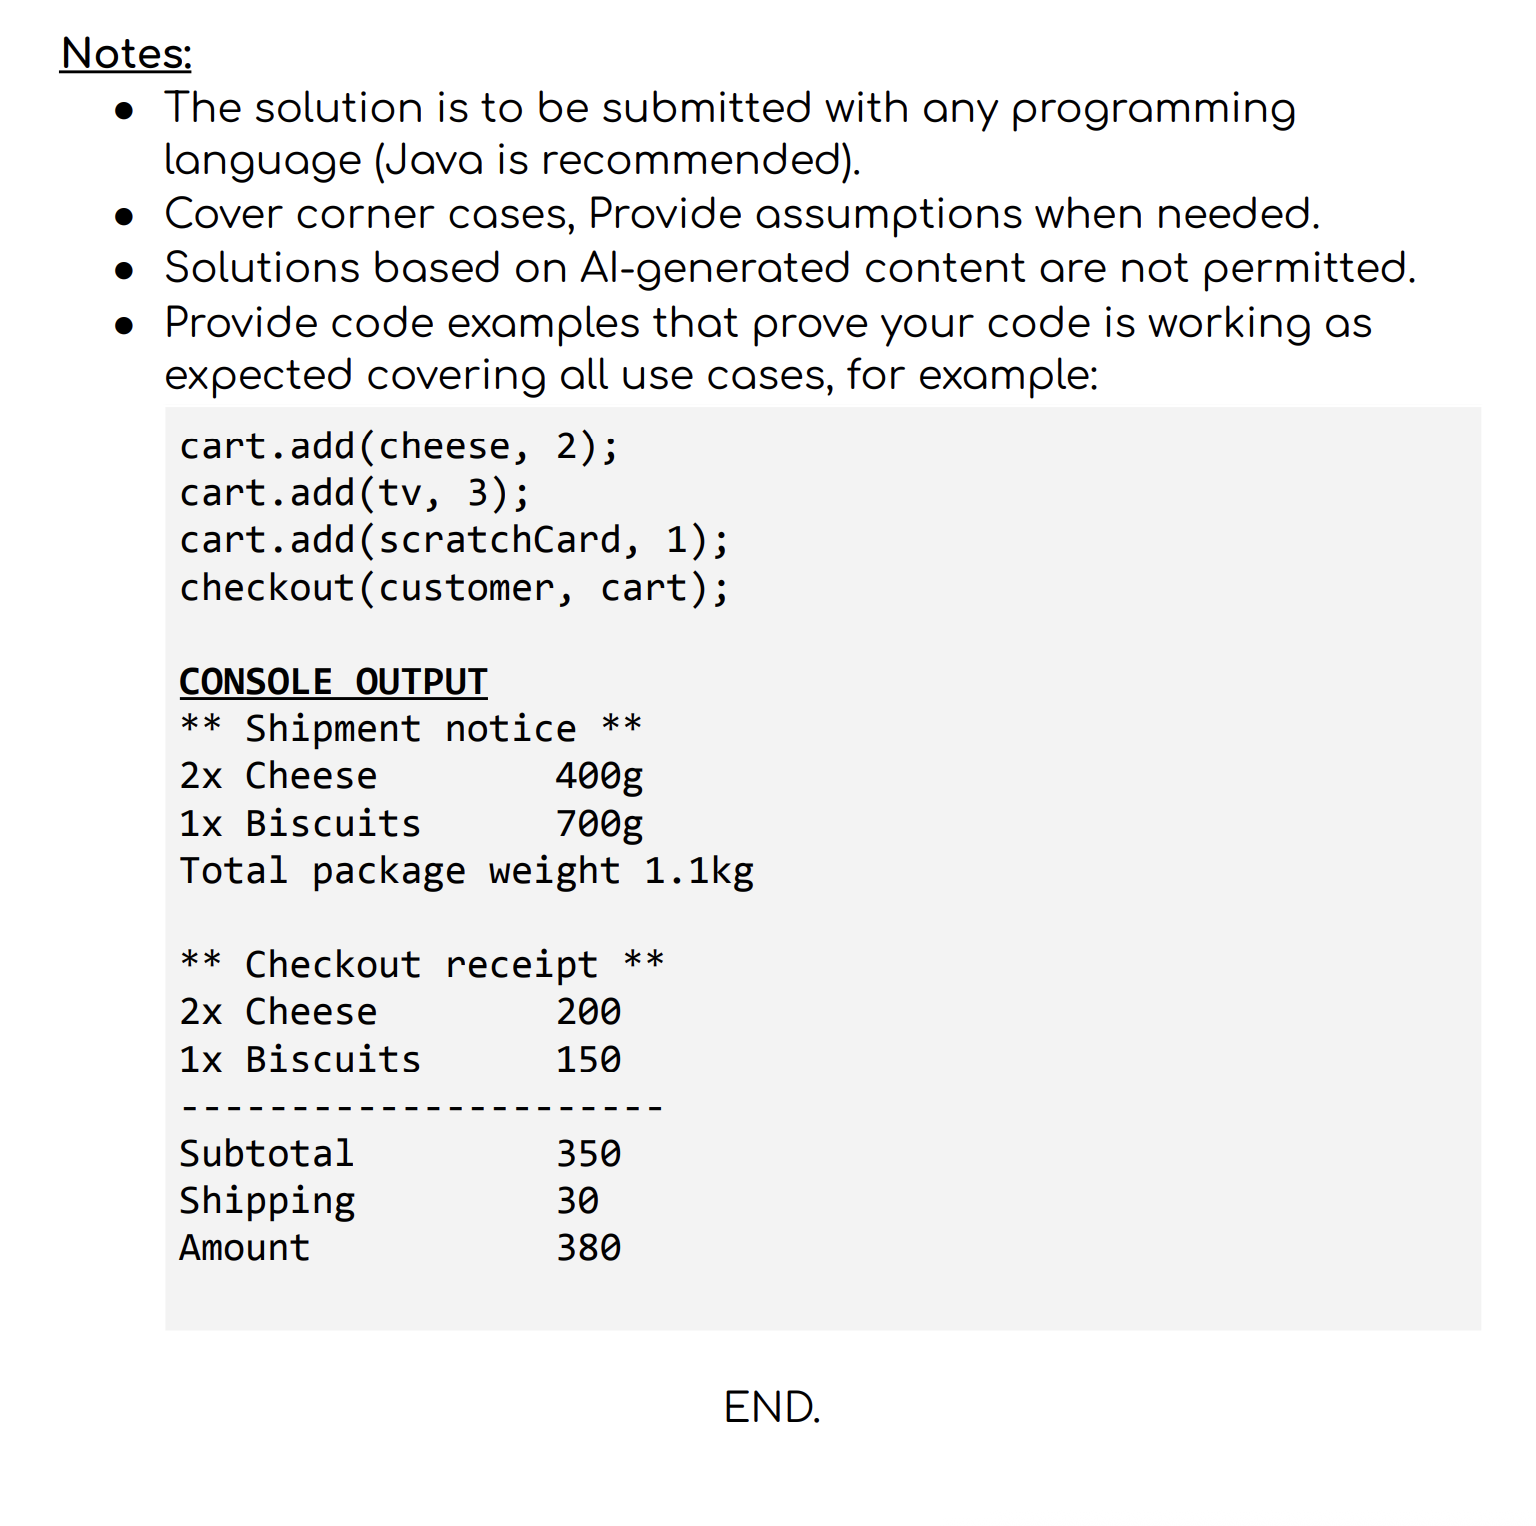 Notes:
● The solution is to be submitted with any programming
language (Java is recommended).
● Cover corner cases, Provide assumptions when needed.
● Solutions based on AI-generated content are not permitted.
● Provide code examples that prove your code is working as
expected covering all use cases, for example:
cart.add(cheese, 2);
cart.add(tv, 3);
cart.add(scratchCard, 1);
checkout(customer, cart);
CONSOLE OUTPUT
** Shipment notice **
2x Cheese        400g
1x Biscuits      700g
Total package weight 1.1kg
** Checkout receipt **
2x Cheese        200
1x Biscuits      150
----------------------
Subtotal         350
Shipping         30
Amount           380
END.